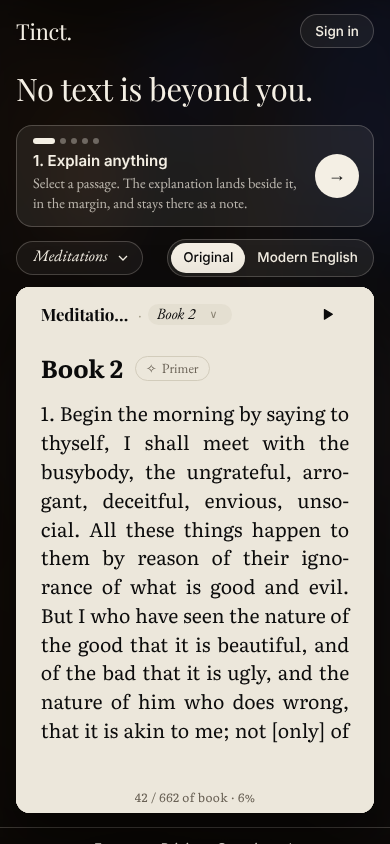 Tinct.
Sign in
No text is beyond you.
1. Explain anything
Select a passage. The explanation lands beside it,
in the margin, and stays there as a note.
→
Meditations
Original
Modern English
Meditatio... · Book 2
Book 2
✧ Primer
1. Begin the morning by saying to
thyself, I shall meet with the
busybody, the ungrateful, arro-
gant, deceitful, envious, unso-
cial. All these things happen to
them by reason of their igno-
rance of what is good and evil.
But I who have seen the nature of
the good that it is beautiful, and
of the bad that it is ugly, and the
nature of him who does wrong,
that it is akin to me; not [only] of
42 / 662 of book · 6%